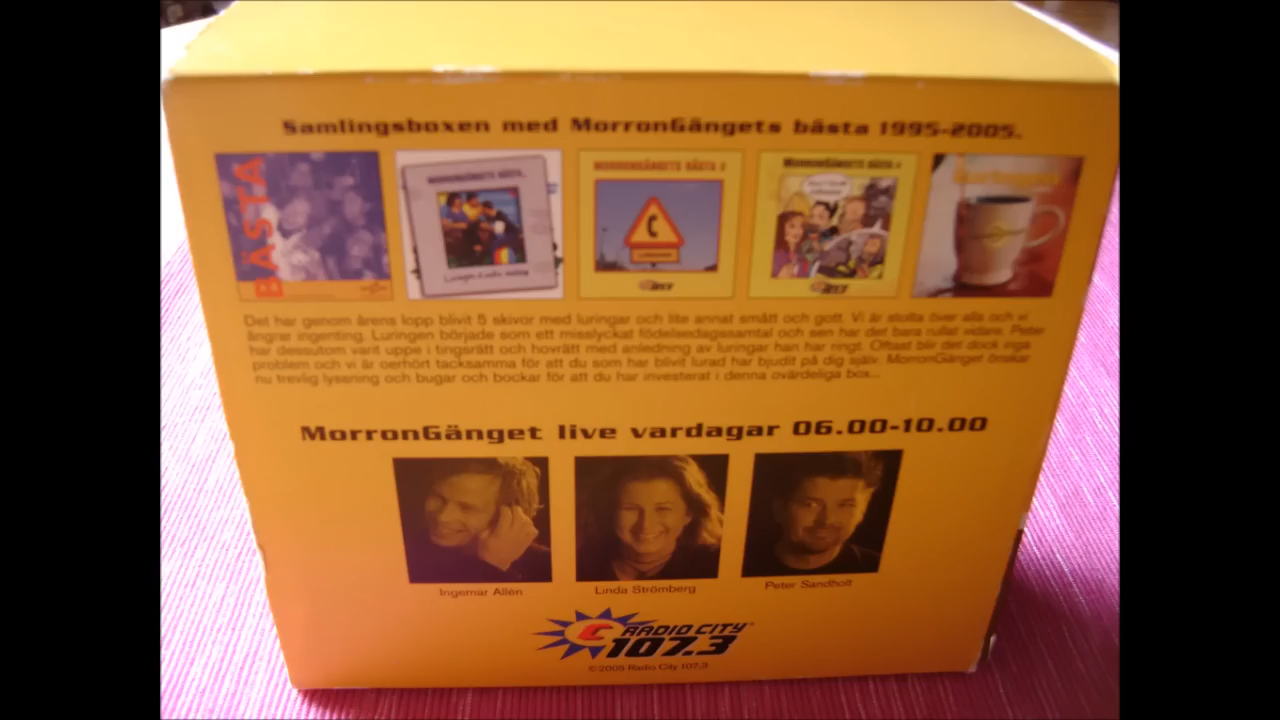 Samlingsboxen med MorronGängets bästa 1995-2005.
ÄSTA
MORRONGÄNGETS BÄSTA
MORRONGÄNGETS BÄSTA
MORRONGÄNGETS BÄSTA
Det har genom årens lopp blivit 5 skivor med luringar och lite annat smått och gott. Vi är stolta över alla och vi
ångrar ingenting. Luringen började som ett misslyckat födelsedagssamtal och sen har det bara rullat vidare. Peter
har dessutom varit uppe i tingsrätt och hovrätt med anledning av luringar han har ringt. Oftast blir det dock inga
problem och vi är oerhört tacksamma för att du som har blivit lurad har bjudit på dig själv. MorronGänget önskar
nu trevlig lyssning och bugar och bockar för att du har investerat i denna ovärdeliga box...
MorronGänget live vardagar 06.00-10.00
Ingemar Allén
Linda Strömberg
Peter Sandholt
RADIO CITY
107.3
©2005 Radio City 107.3